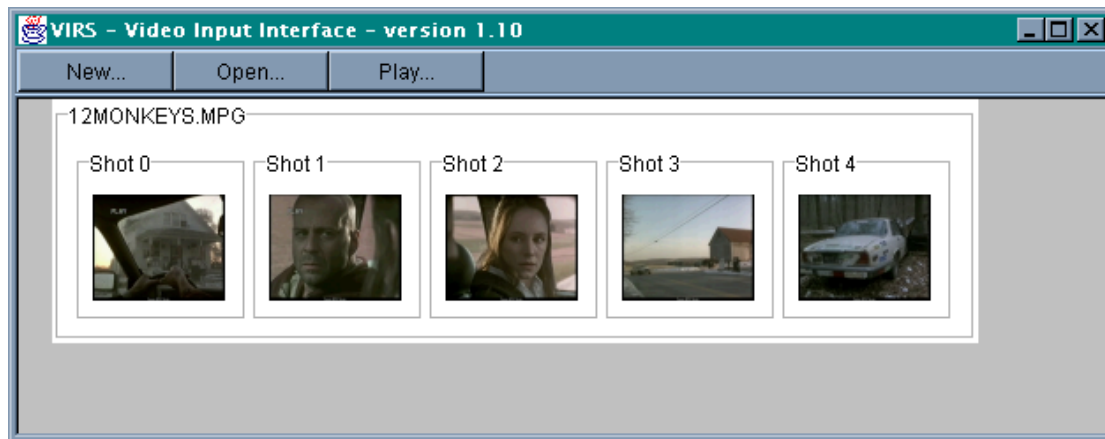 VIRS - Video Input Interface - version 1.10
New... Open... Play...
12MONKEYS.MPG
Shot 0 Shot 1 Shot 2 Shot 3 Shot 4
PLAY